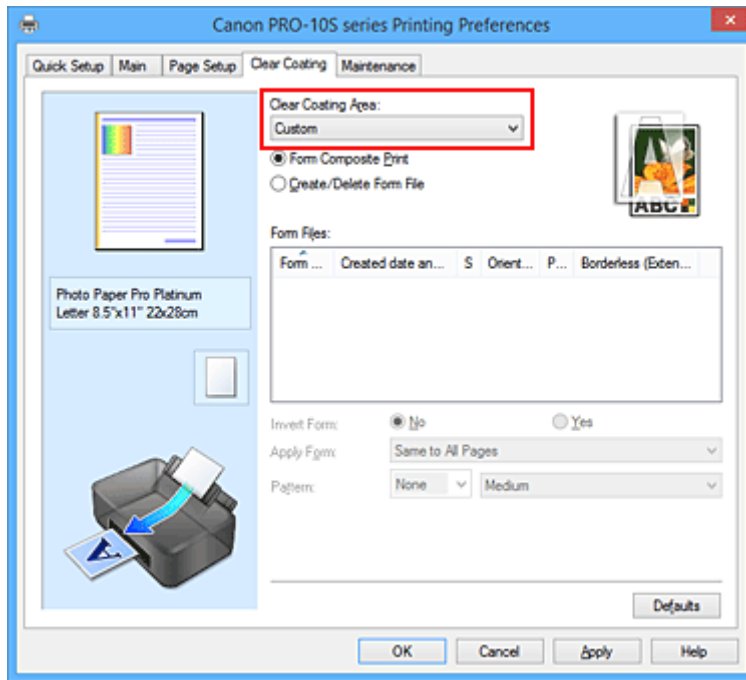 Canon PRO-10S series Printing Preferences
Quick Setup Main Page Setup Clear Coating Maintenance
Clear Coating Area:
Custom
Form Composite Print
Create/Delete Form File
ABC
Form Files:
Form ... Created date an... S Orient... P... Borderless (Exten...
Photo Paper Pro Platinum
Letter 8.5"x11" 22x28cm
Invert Form: No Yes
Apply Form: Same to All Pages
Pattern: None Medium
A
Defaults
OK Cancel Apply Help